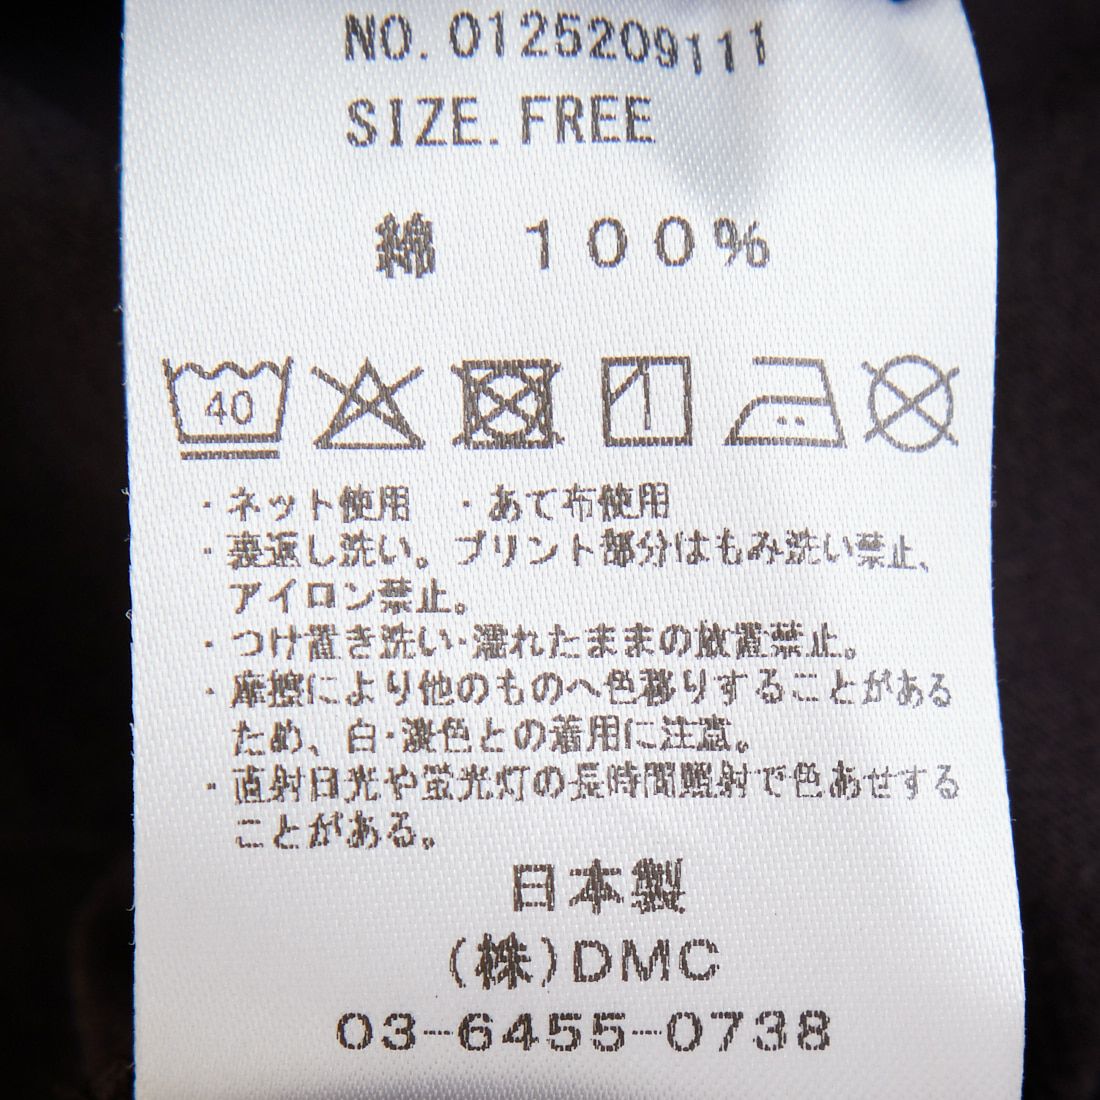 NO.0125209111
SIZE.FREE
綿 100%
40
・ネット使用 ・あて布使用
・裏返し洗い。プリント部分はもみ洗い禁止、
アイロン禁止。
・つけ置き洗い・濡れたままの放置禁止。
・摩擦により他のものへ色移りすることがある
ため、白・淡色との着用に注意。
・直射日光や蛍光灯の長時間照射で色あせする
ことがある。
日本製
(株)DMC
03-6455-0738